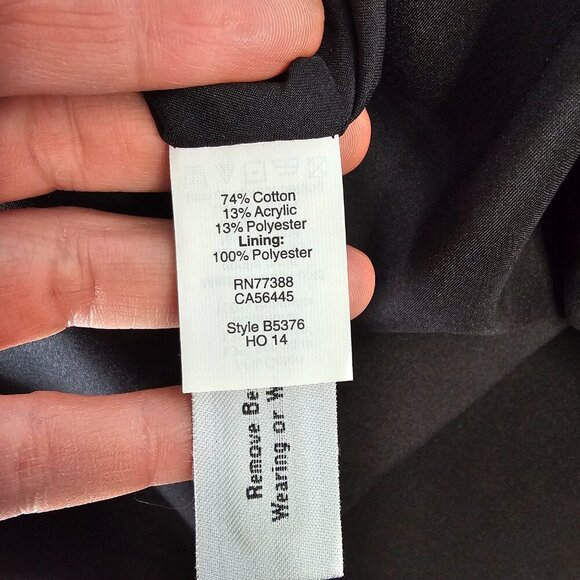 74% Cotton
13% Acrylic
13% Polyester
Lining:
100% Polyester
RN77388
CA56445
Style B5376
HO 14
Remove Be
Wearing or W